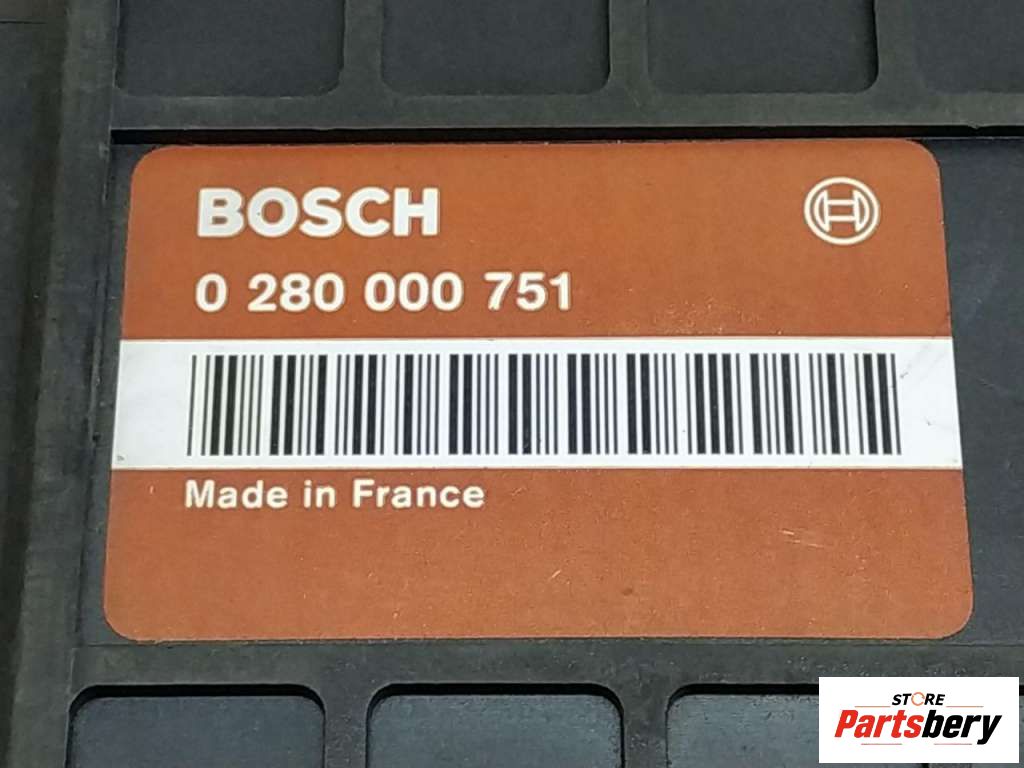 BOSCH
0 280 000 751
Made in France
STORE
Partsbery